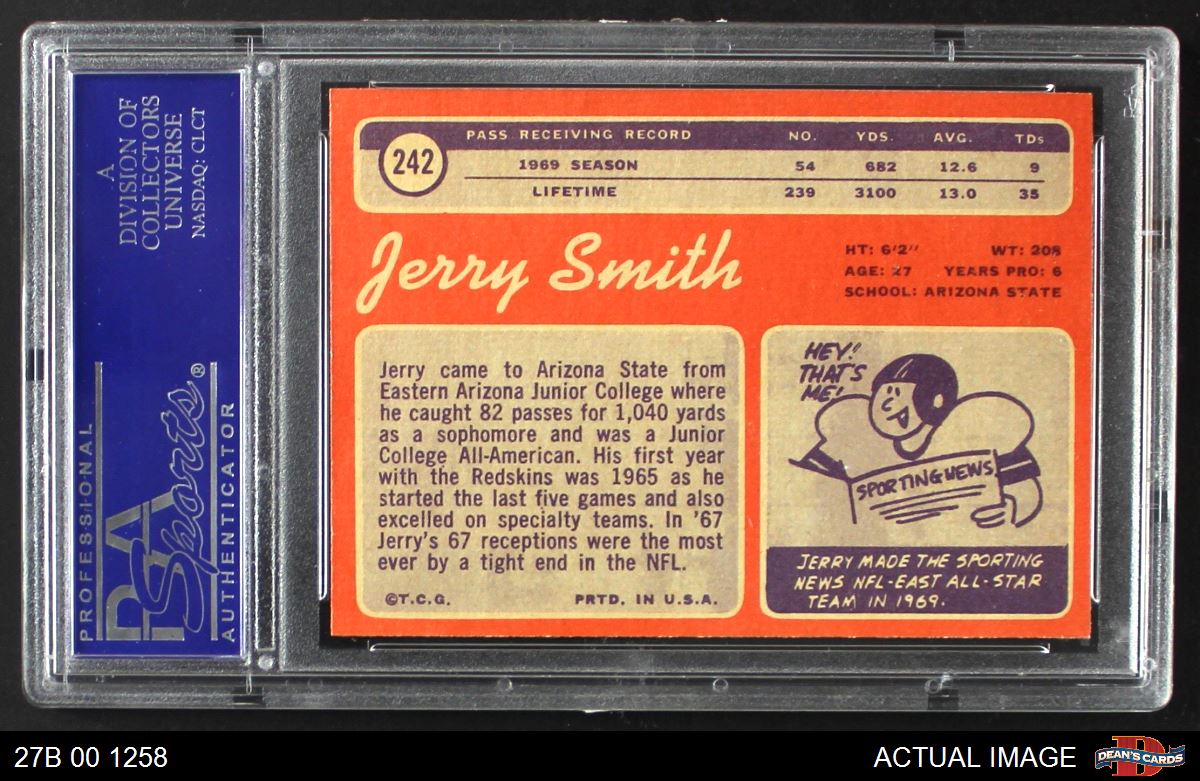 A
DIVISION OF
COLLECTORS
UNIVERSE
NASDAQ: CLCT
PROFESSIONAL
PSA
Sports®
AUTHENTICATOR
242
PASS RECEIVING RECORD NO. YDS. AVG. TDs
1969 SEASON 54 682 12.6 9
LIFETIME 239 3100 13.0 35
Jerry Smith
HT: 6'2" WT: 208
AGE: 27 YEARS PRO: 6
SCHOOL: ARIZONA STATE
Jerry came to Arizona State from
Eastern Arizona Junior College where
he caught 82 passes for 1,040 yards
as a sophomore and was a Junior
College All-American. His first year
with the Redskins was 1965 as he
started the last five games and also
excelled on specialty teams. In '67
Jerry's 67 receptions were the most
ever by a tight end in the NFL.
©T.C.G. PRTD. IN U.S.A.
HEY!
THAT'S
ME!
SPORTING NEWS
JERRY MADE THE SPORTING
NEWS NFL-EAST ALL-STAR
TEAM IN 1969.
27B 00 1258
ACTUAL IMAGE
D
DEAN'S CARDS